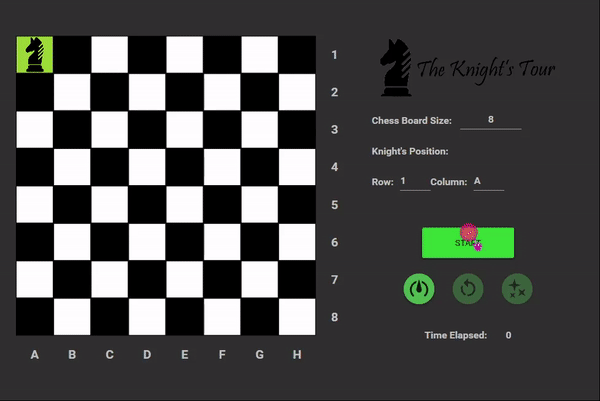 The Knight's Tour
Chess Board Size: 8
Knight's Position:
Row: 1 Column: A
START
Time Elapsed: 0
1
2
3
4
5
6
7
8
A B C D E F G H